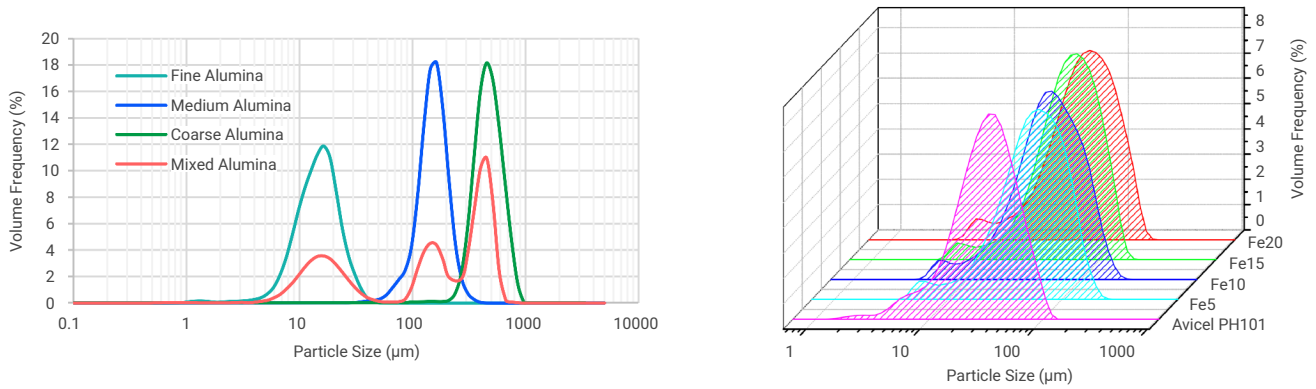 20
18
16
14
12
10
8
6
4
2
0
Volume Frequency (%)
Fine Alumina
Medium Alumina
Coarse Alumina
Mixed Alumina
0.1 1 10 100 1000 10000
Particle Size (µm)
8
7
6
5
4
3
2
1
0
Volume Frequency (%)
Fe20
Fe15
Fe10
Fe5
Avicel PH101
1 10 100 1000
Particle Size (µm)